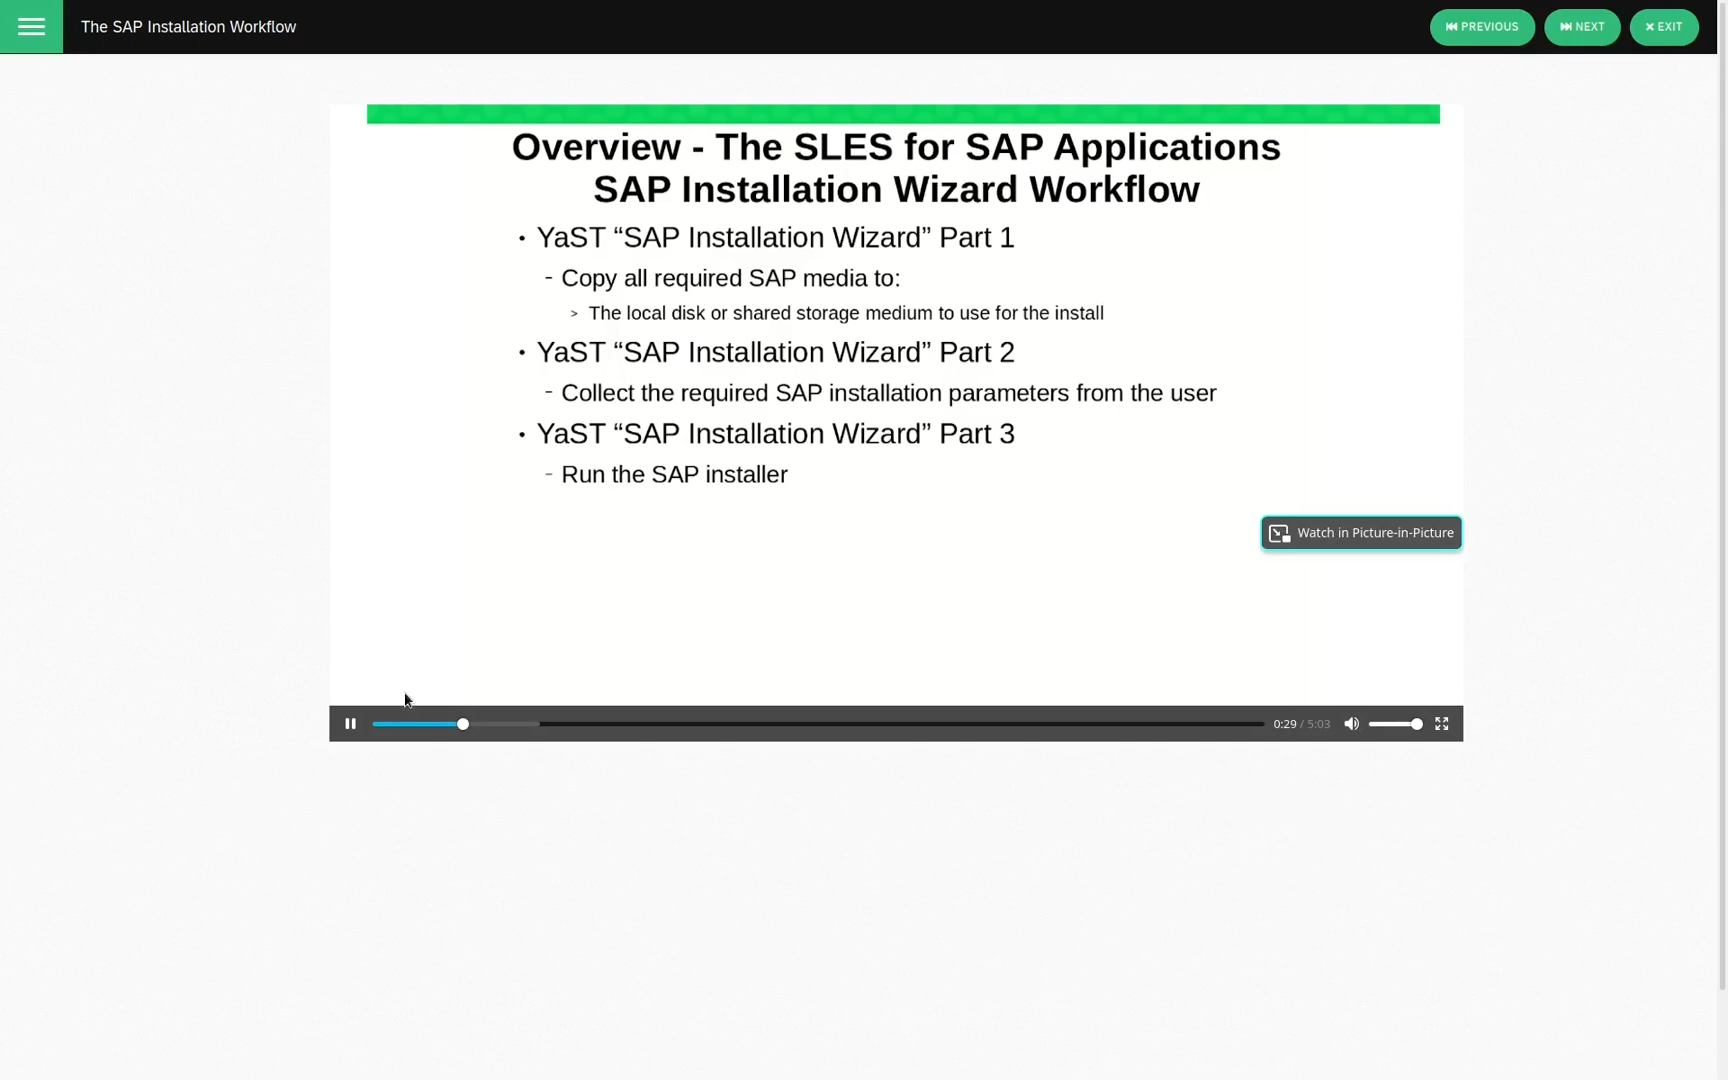 The SAP Installation Workflow
PREVIOUS
NEXT
EXIT
Overview - The SLES for SAP Applications
SAP Installation Wizard Workflow
• YaST “SAP Installation Wizard” Part 1
- Copy all required SAP media to:
> The local disk or shared storage medium to use for the install
• YaST “SAP Installation Wizard” Part 2
- Collect the required SAP installation parameters from the user
• YaST “SAP Installation Wizard” Part 3
- Run the SAP installer
Watch in Picture-in-Picture
0:29 / 5:03